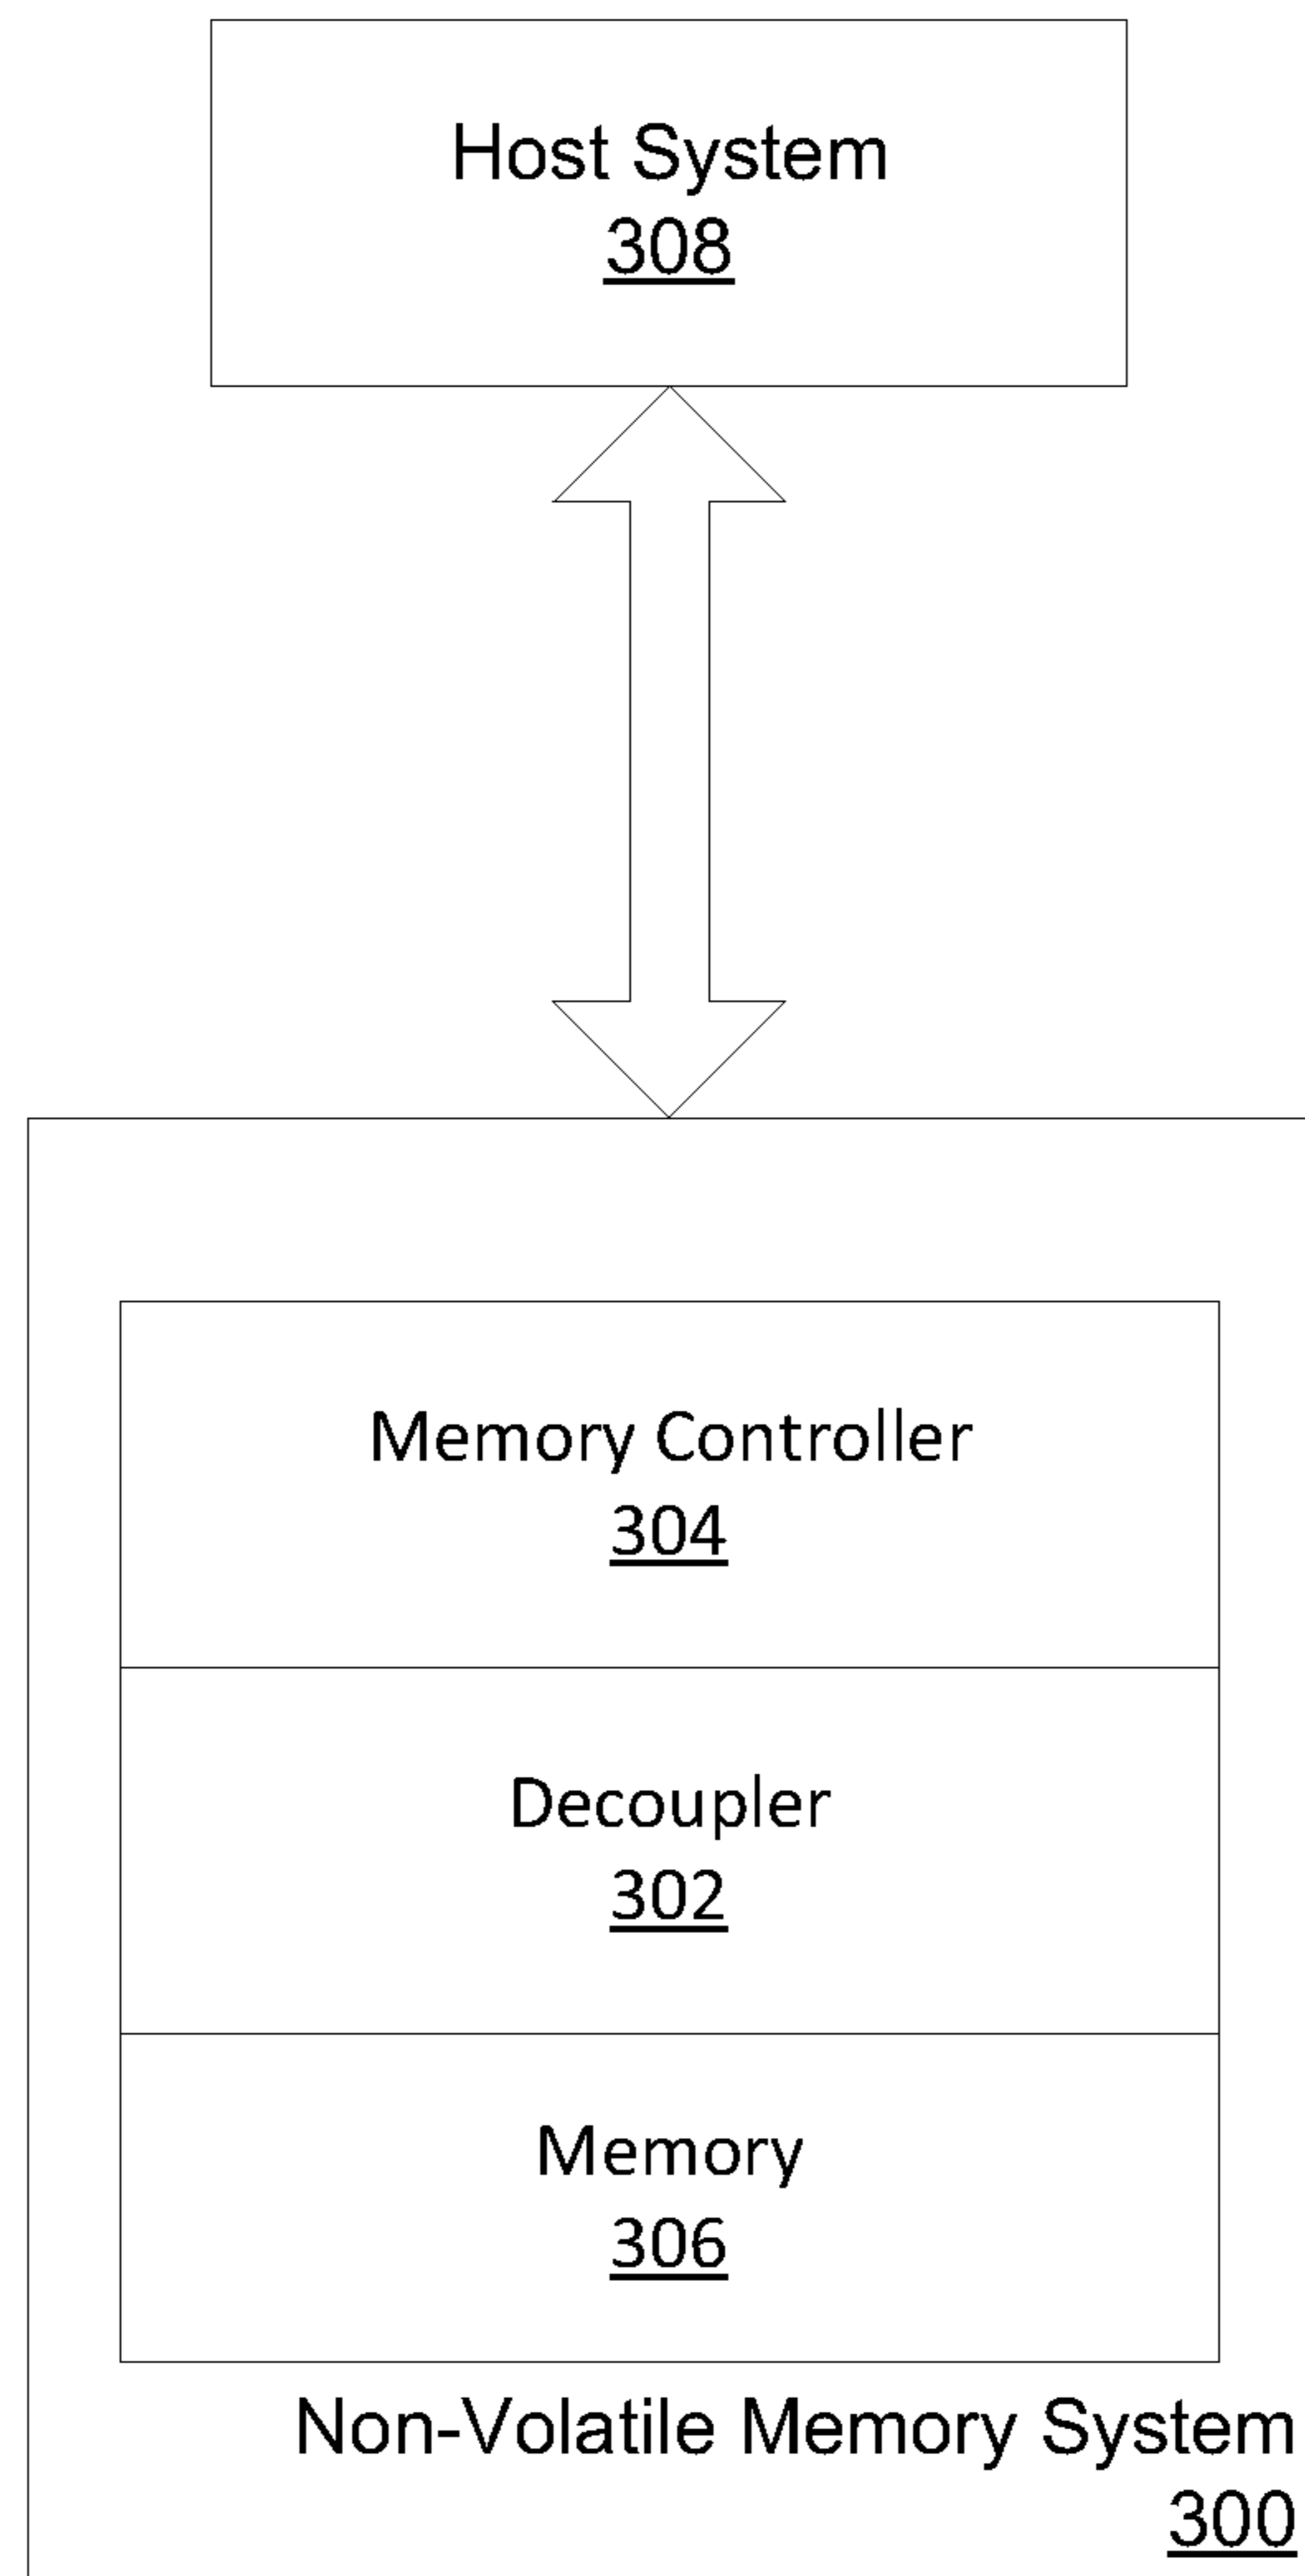 Host System
308
Memory Controller
304
Decoupler
302
Memory
306
Non-Volatile Memory System
300